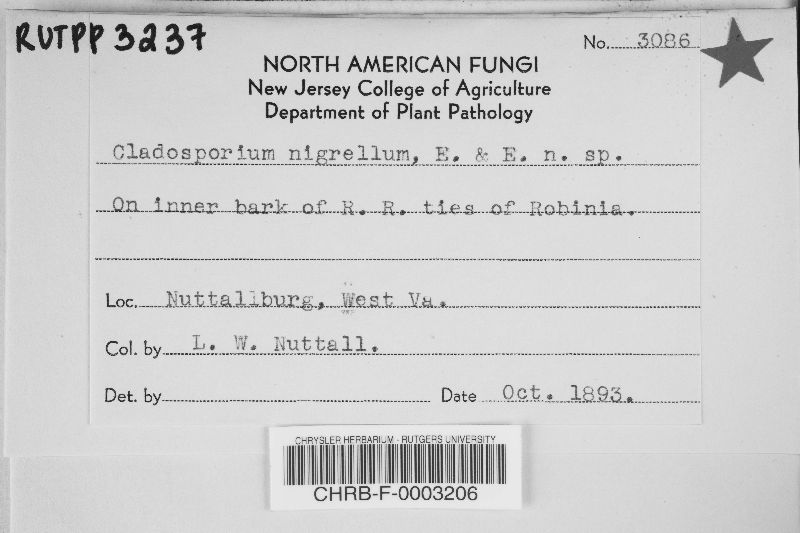 RUTPP 3237
No. 3086
NORTH AMERICAN FUNGI
New Jersey College of Agriculture
Department of Plant Pathology
Cladosporium nigrellum, E. & E. n. sp.
On inner bark of R. R. ties of Robinia.
Loc. Nuttallburg, West Va.
Col. by L. W. Nuttall.
Det. by
Date Oct. 1893.
CHRYSLER HERBARIUM - RUTGERS UNIVERSITY
CHRB-F-0003206